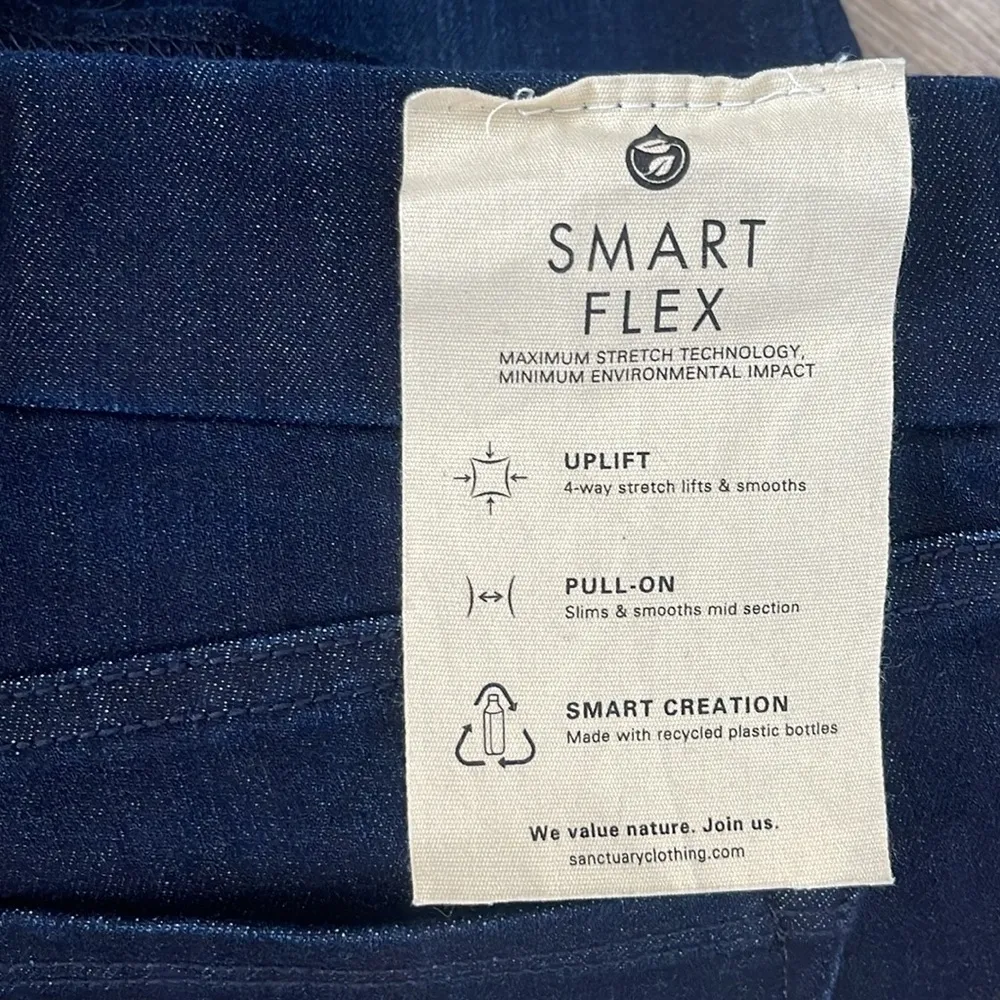 SMART
FLEX
MAXIMUM STRETCH TECHNOLOGY,
MINIMUM ENVIRONMENTAL IMPACT
UPLIFT
4-way stretch lifts & smooths
PULL-ON
Slims & smooths mid section
SMART CREATION
Made with recycled plastic bottles
We value nature. Join us.
sanctuaryclothing.com